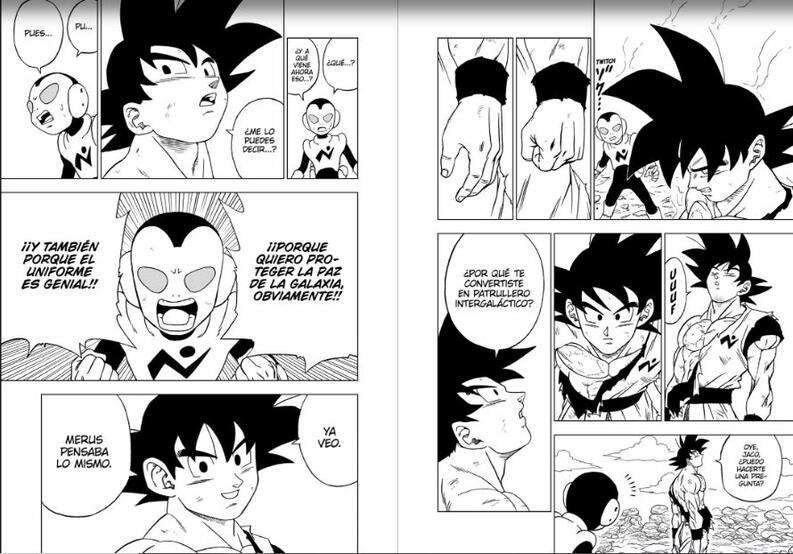 TWITCH
UUUF
OYE,
JACO,
¿PUEDO
HACERTE
UNA PRE-
GUNTA?
¿POR QUÉ TE
CONVERTISTE
EN PATRULLERO
INTERGALÁCTICO?
¿QUÉ...?
¿Y A
QUÉ
VIENE
AHORA
ESO...?
¿ME LO
PUEDES
DECIR...?
PU...
PUES...
¡¡PORQUE
QUIERO PRO-
TEGER LA PAZ
DE LA GALAXIA,
OBVIAMENTE!!
¡¡Y TAMBIÉN
PORQUE EL
UNIFORME
ES GENIAL!!
YA
VEO.
MERUS
PENSABA
LO MISMO.